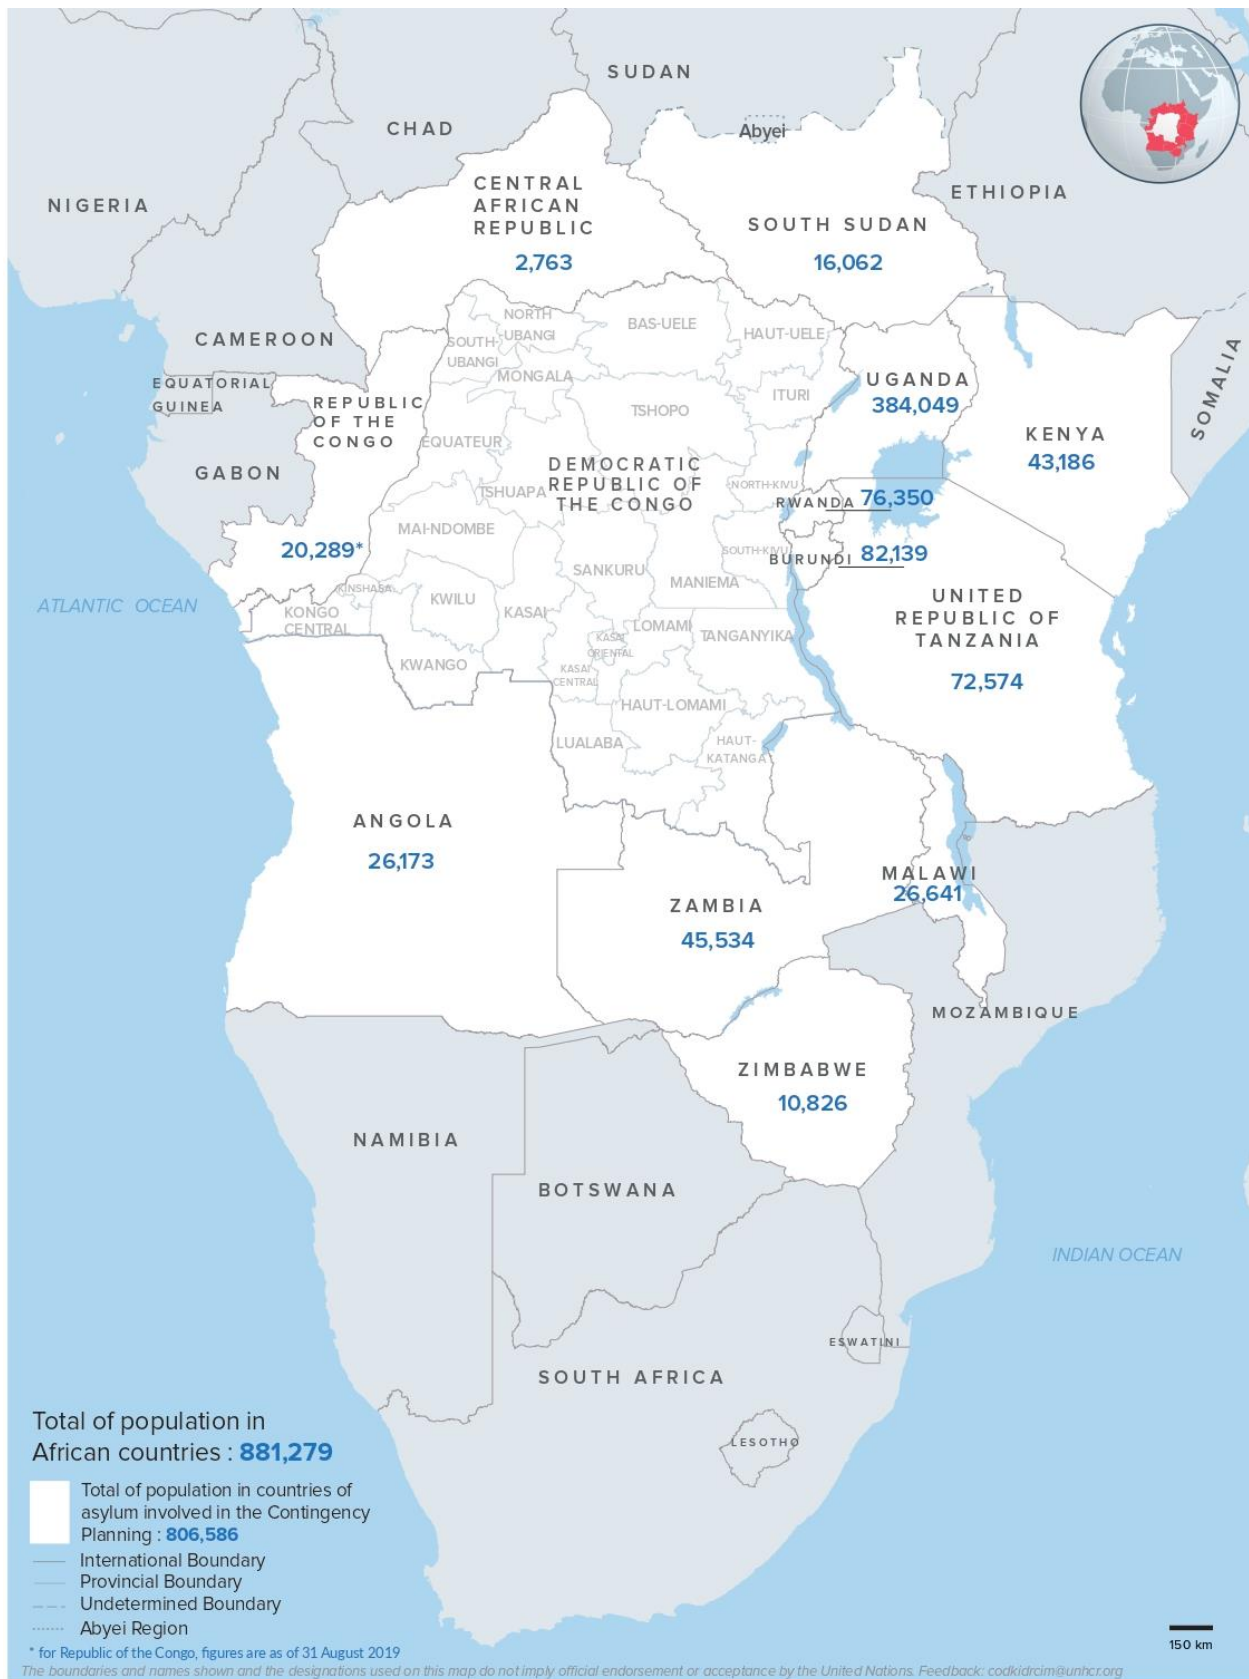 SUDAN
CHAD
Abyei
NIGERIA
CENTRAL
AFRICAN
REPUBLIC
2,763
ETHIOPIA
SOUTH SUDAN
16,062
NORTH
UBANGI
SOUTH-
UBANGI
BAS-UELE
HAUT-UELE
CAMEROON
MONGALA
EQUATORIAL
GUINEA
REPUBLIC
OF THE
CONGO
UGANDA
384,049
ITURI
TSHOPO
SOMALIA
KENYA
43,186
EQUATEUR
GABON
DEMOCRATIC
REPUBLIC OF
THE CONGO
TSHUAPA
NORTH-KIVU
RWANDA 76,350
MAI-NDOMBE
20,289*
SOUTH-KIVU
BURUNDI 82,139
SANKURU
MANIEMA
KINSHASA
ATLANTIC OCEAN
KONGO
CENTRAL
KWILU
KASAI
UNITED
REPUBLIC OF
TANZANIA
72,574
LOMAMI
TANGANYIKA
KASAI
ORIENTAL
KWANGO
KASAI
CENTRAL
HAUT-LOMAMI
LUALABA
HAUT-
KATANGA
ANGOLA
26,173
MALAWI
26,641
ZAMBIA
45,534
MOZAMBIQUE
ZIMBABWE
10,826
NAMIBIA
BOTSWANA
INDIAN OCEAN
ESWATINI
SOUTH AFRICA
LESOTHO
Total of population in
African countries : 881,279
Total of population in countries of
asylum involved in the Contingency
Planning : 806,586
International Boundary
Provincial Boundary
Undetermined Boundary
Abyei Region
* for Republic of the Congo, figures are as of 31 August 2019
150 km
The boundaries and names shown and the designations used on this map do not imply official endorsement or acceptance by the United Nations. Feedback: codkidrcim@unhcr.org